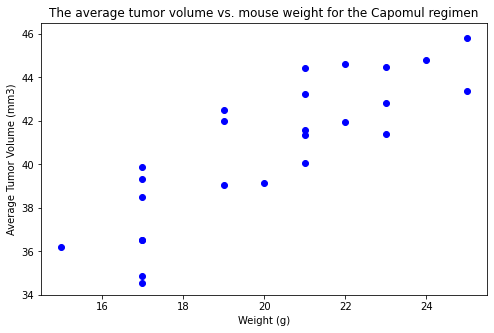 The average tumor volume vs. mouse weight for the Capomul regimen
46
44
42
40
38
36
34
Average Tumor Volume (mm3)
16 18 20 22 24
Weight (g)